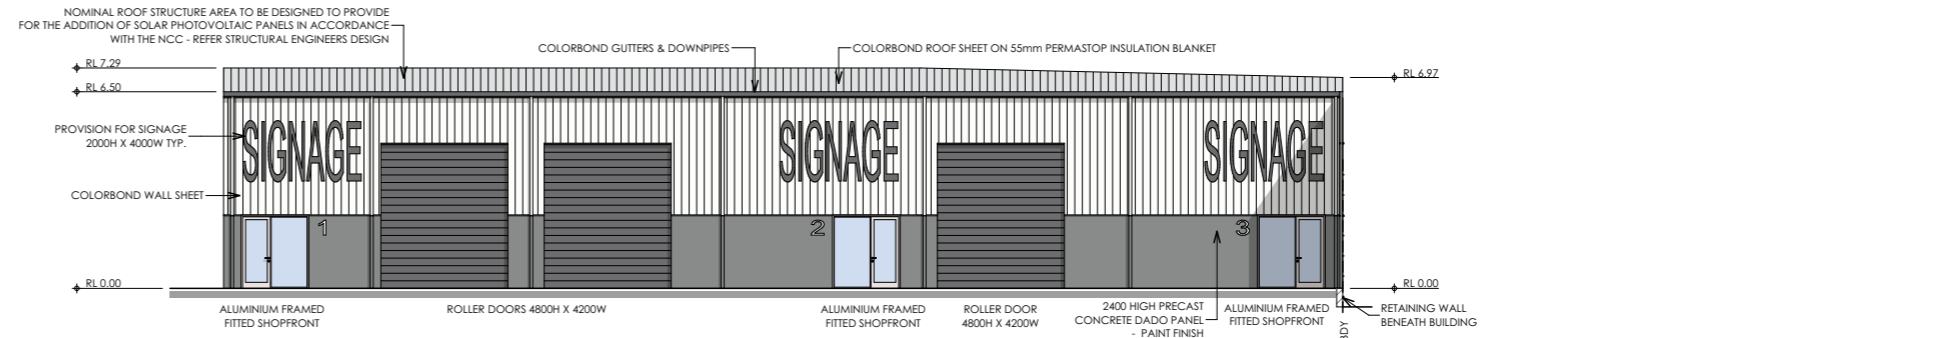 NOMINAL ROOF STRUCTURE AREA TO BE DESIGNED TO PROVIDE
FOR THE ADDITION OF SOLAR PHOTOVOLTAIC PANELS IN ACCORDANCE
WITH THE NCC - REFER STRUCTURAL ENGINEERS DESIGN
COLORBOND GUTTERS & DOWNPIPES
COLORBOND ROOF SHEET ON 55mm PERMASTOP INSULATION BLANKET
RL 7.29
RL 6.97
RL 6.50
PROVISION FOR SIGNAGE
2000H X 4000W TYP.
SIGNAGE
SIGNAGE
SIGNAGE
COLORBOND WALL SHEET
1
2
3
RL 0.00
RL 0.00
ALUMINIUM FRAMED
FITTED SHOPFRONT
ROLLER DOORS 4800H X 4200W
ALUMINIUM FRAMED
FITTED SHOPFRONT
ROLLER DOOR
4800H X 4200W
2400 HIGH PRECAST
CONCRETE DADO PANEL
- PAINT FINISH
ALUMINIUM FRAMED
FITTED SHOPFRONT
BDY
RETAINING WALL
BENEATH BUILDING